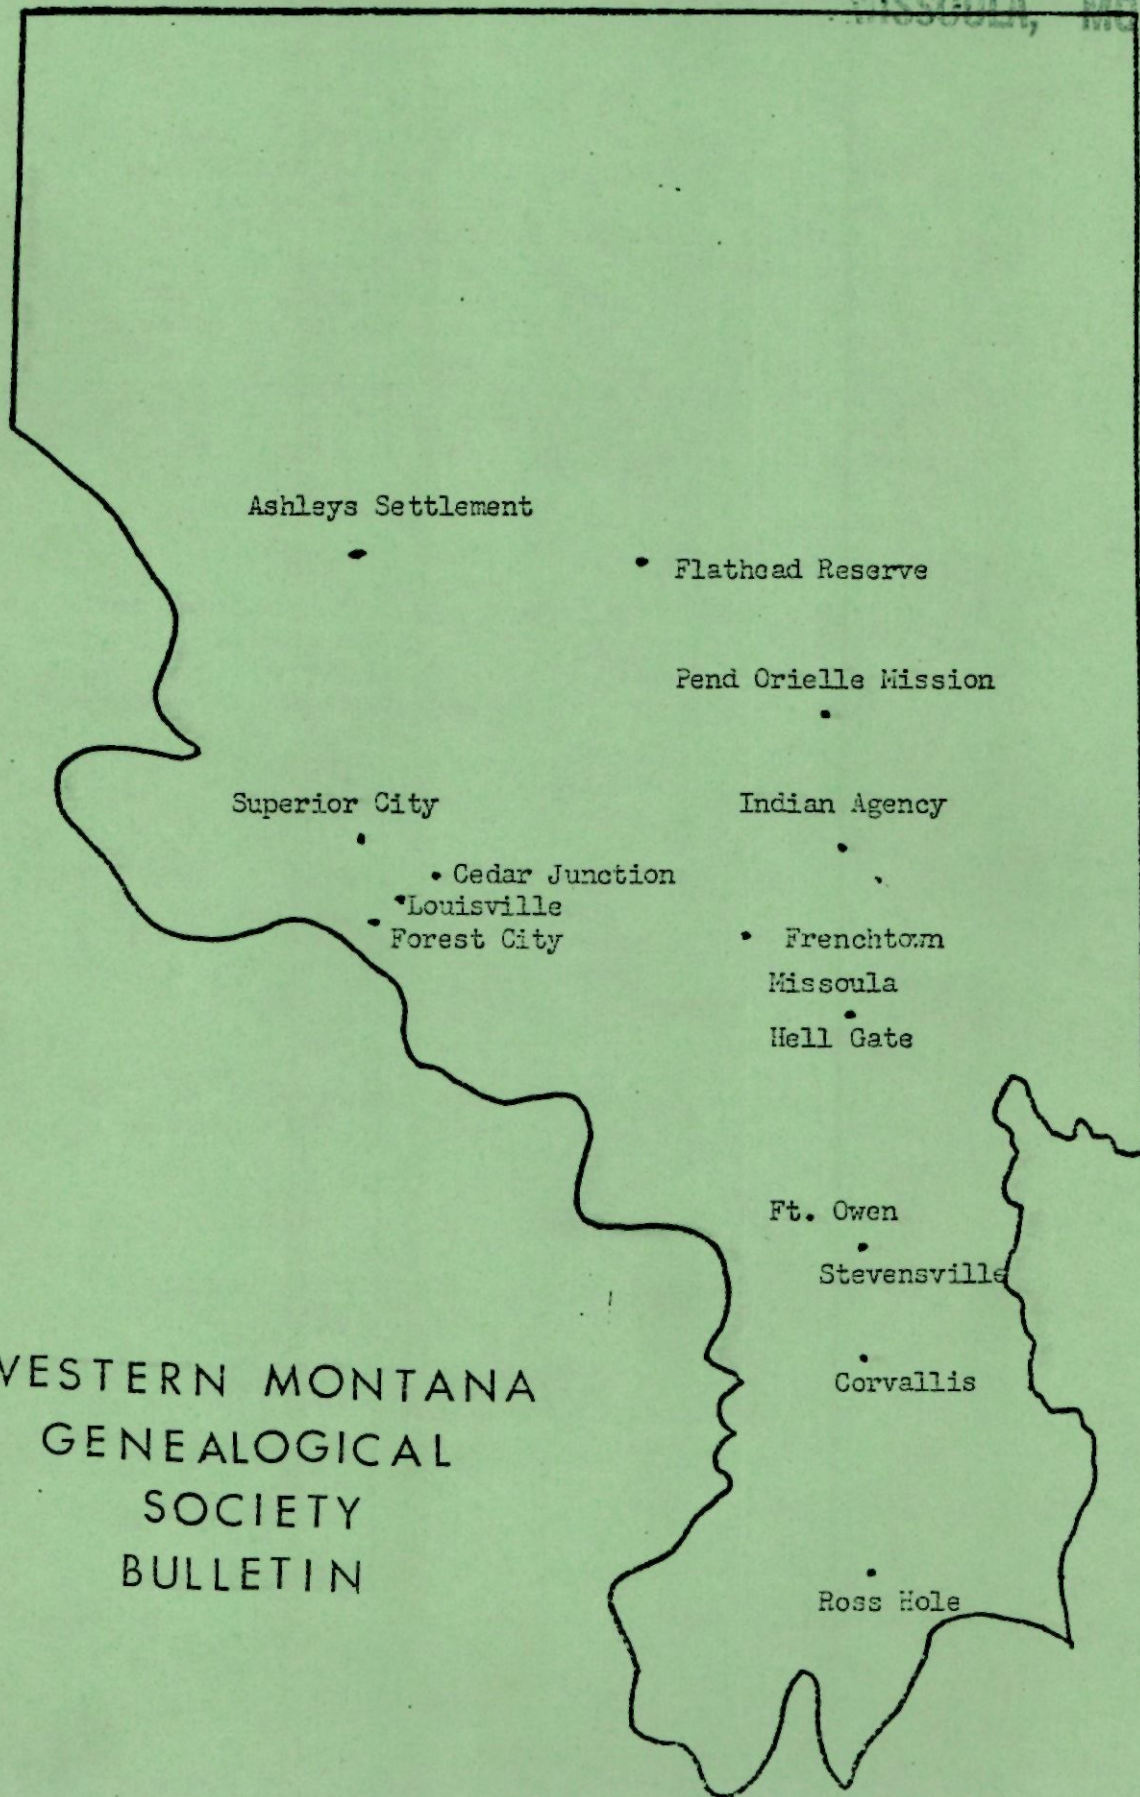 MISSOULA,
Ashleys Settlement
Flathead Reserve
Pend Orielle Mission
Superior City
Indian Agency
Cedar Junction
Louisville
Forest City
Frenchtown
Missoula
Hell Gate
Ft. Owen
Stevensville
Corvallis
WESTERN MONTANA
GENEALOGICAL
SOCIETY
BULLETIN
Ross Hole